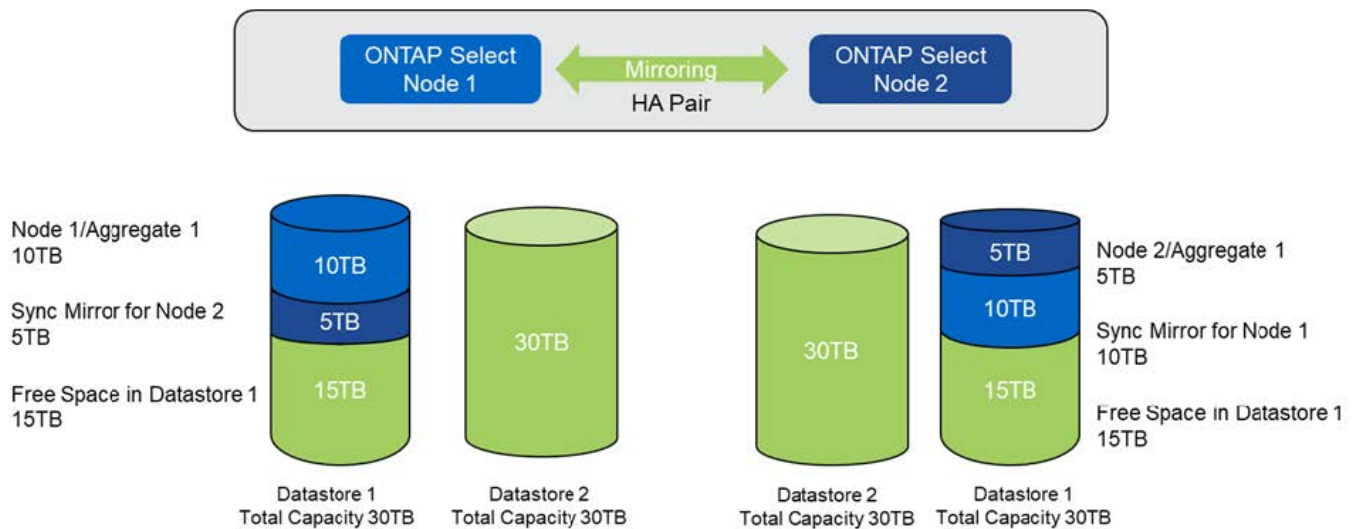 ONTAP Select
Node 1
Mirroring
HA Pair
ONTAP Select
Node 2
Node 1/Aggregate 1
10TB
Sync Mirror for Node 2
5TB
Free Space in Datastore 1
15TB
10TB
5TB
15TB
Datastore 1
Total Capacity 30TB
30TB
Datastore 2
Total Capacity 30TB
30TB
Datastore 2
Total Capacity 30TB
5TB
10TB
15TB
Datastore 1
Total Capacity 30TB
Node 2/Aggregate 1
5TB
Sync Mirror for Node 1
10TB
Free Space in Datastore 1
15TB